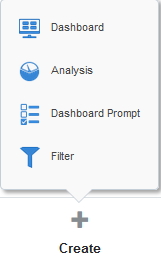 Dashboard
Analysis
Dashboard Prompt
Filter
Create